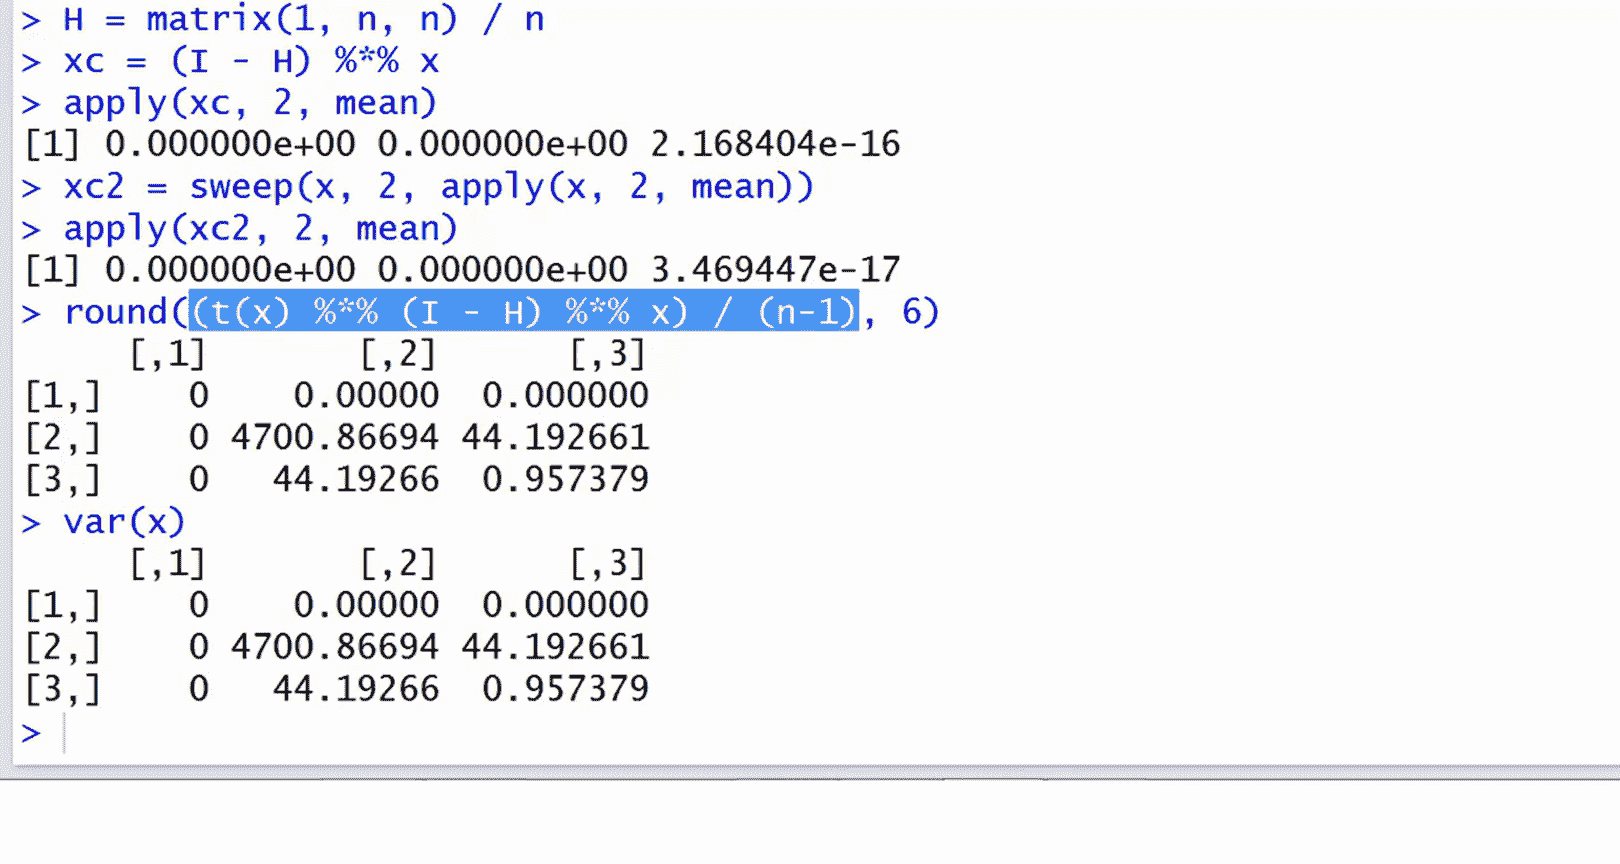 > H = matrix(1, n, n) / n
> xc = (I - H) %*% x
> apply(xc, 2, mean)
[1] 0.000000e+00 0.000000e+00 2.168404e-16
> xc2 = sweep(x, 2, apply(x, 2, mean))
> apply(xc2, 2, mean)
[1] 0.000000e+00 0.000000e+00 3.469447e-17
> round((t(x) %*% (I - H) %*% x) / (n-1), 6)
     [,1]       [,2]      [,3]
[1,]    0    0.00000  0.000000
[2,]    0 4700.86694 44.192661
[3,]    0   44.19266  0.957379
> var(x)
     [,1]       [,2]      [,3]
[1,]    0    0.00000  0.000000
[2,]    0 4700.86694 44.192661
[3,]    0   44.19266  0.957379
>